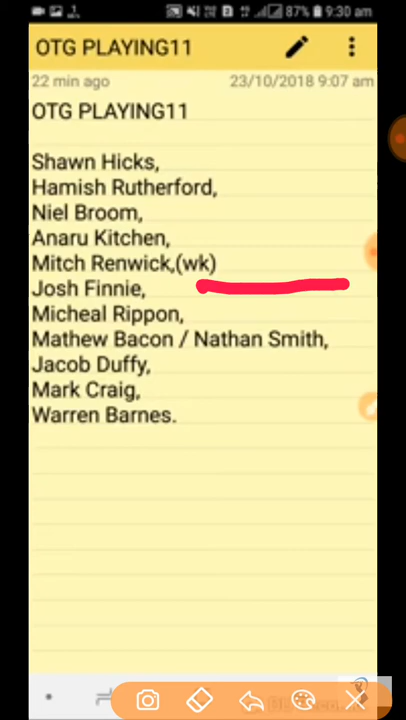 87% 9:30 am
OTG PLAYING11
22 min ago 23/10/2018 9:07 am
OTG PLAYING11
Shawn Hicks,
Hamish Rutherford,
Niel Broom,
Anaru Kitchen,
Mitch Renwick,(wk)
Josh Finnie,
Micheal Rippon,
Mathew Bacon / Nathan Smith,
Jacob Duffy,
Mark Craig,
Warren Barnes.